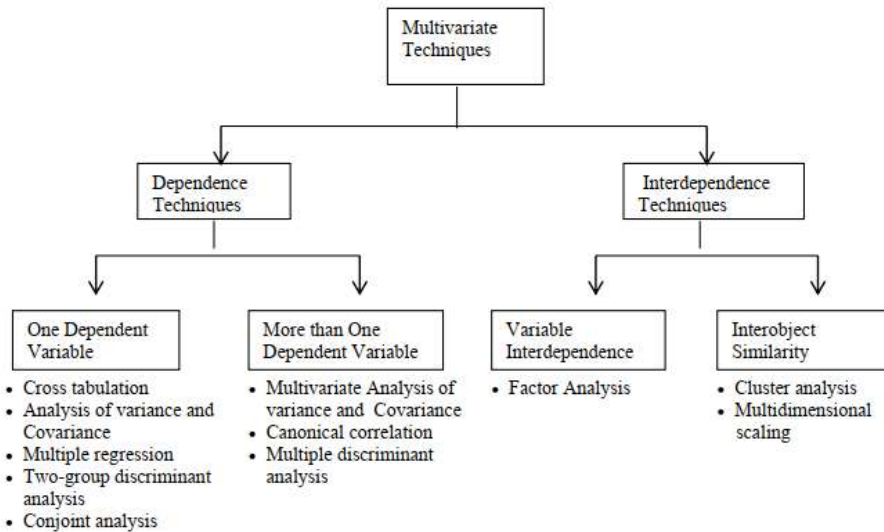 Multivariate
Techniques
Dependence
Techniques
Interdependence
Techniques
One Dependent
Variable
• Cross tabulation
• Analysis of variance and
Covariance
• Multiple regression
• Two-group discriminant
analysis
• Conjoint analysis
More than One
Dependent Variable
• Multivariate Analysis of
variance and Covariance
• Canonical correlation
• Multiple discriminant
analysis
Variable
Interdependence
• Factor Analysis
Interobject
Similarity
• Cluster analysis
• Multidimensional
scaling